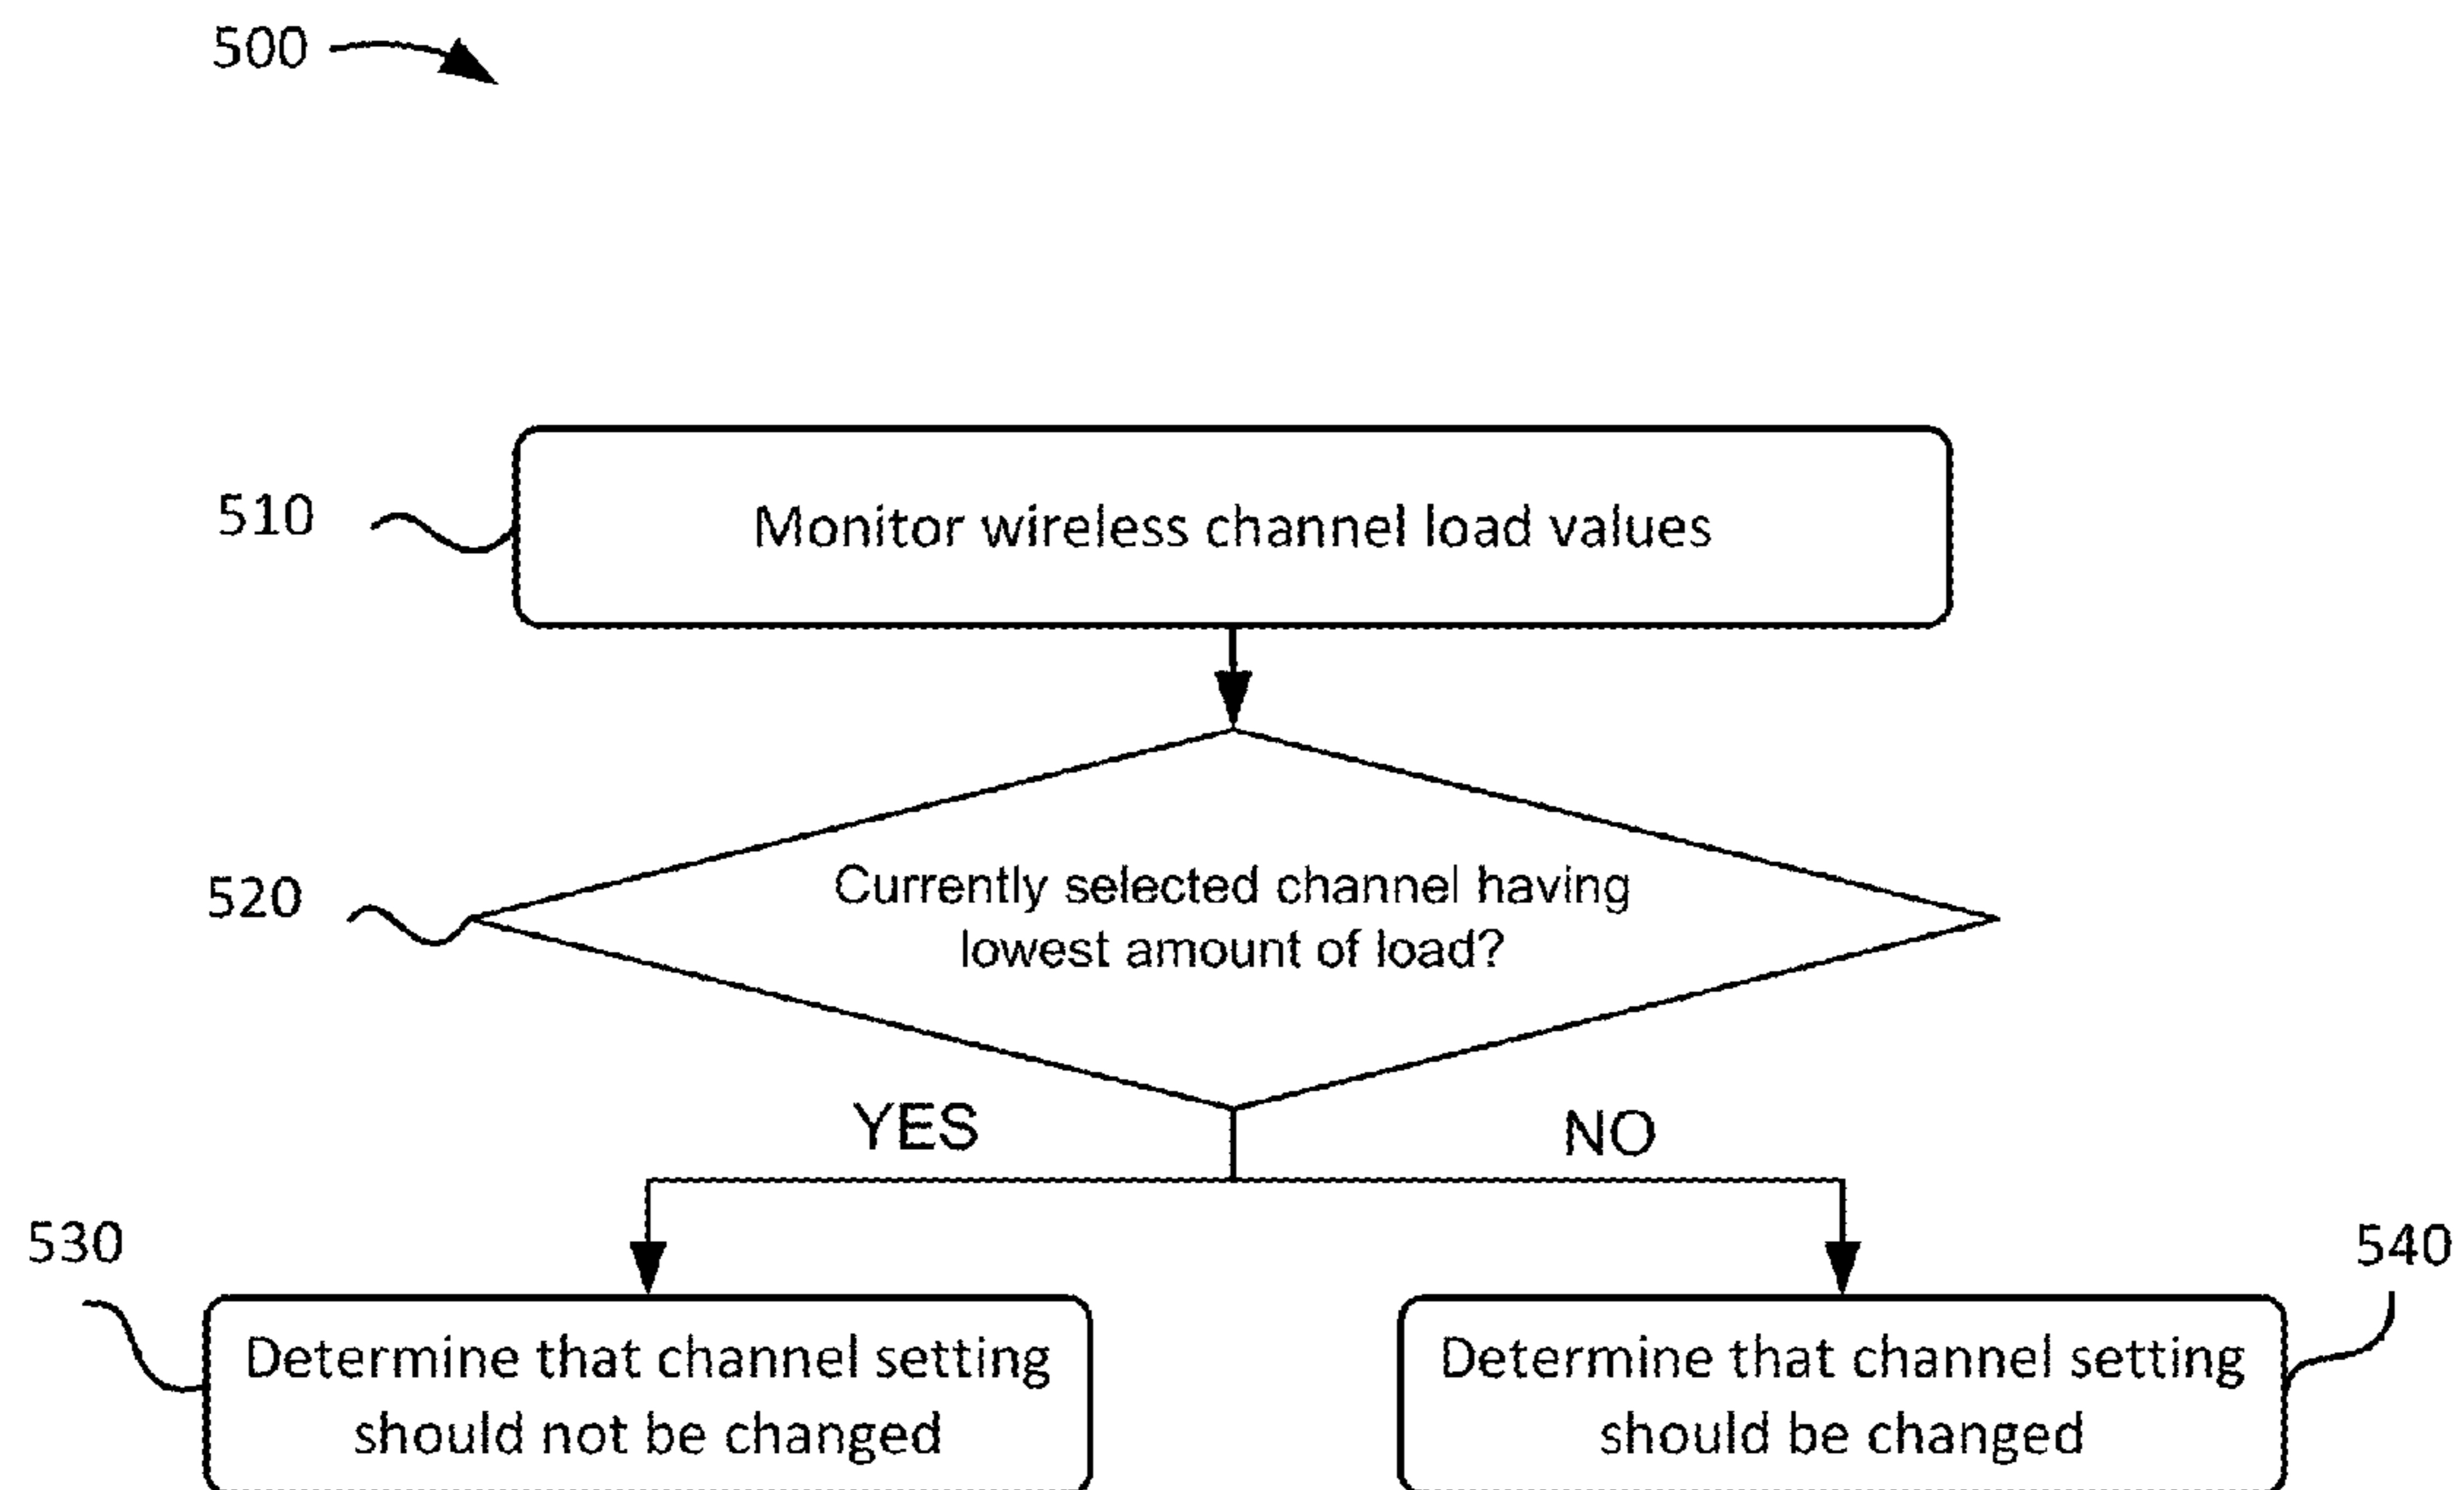 500
510
Monitor wireless channel load values
520
Currently selected channel having
lowest amount of load?
YES
NO
530
540
Determine that channel setting
should not be changed
Determine that channel setting
should be changed